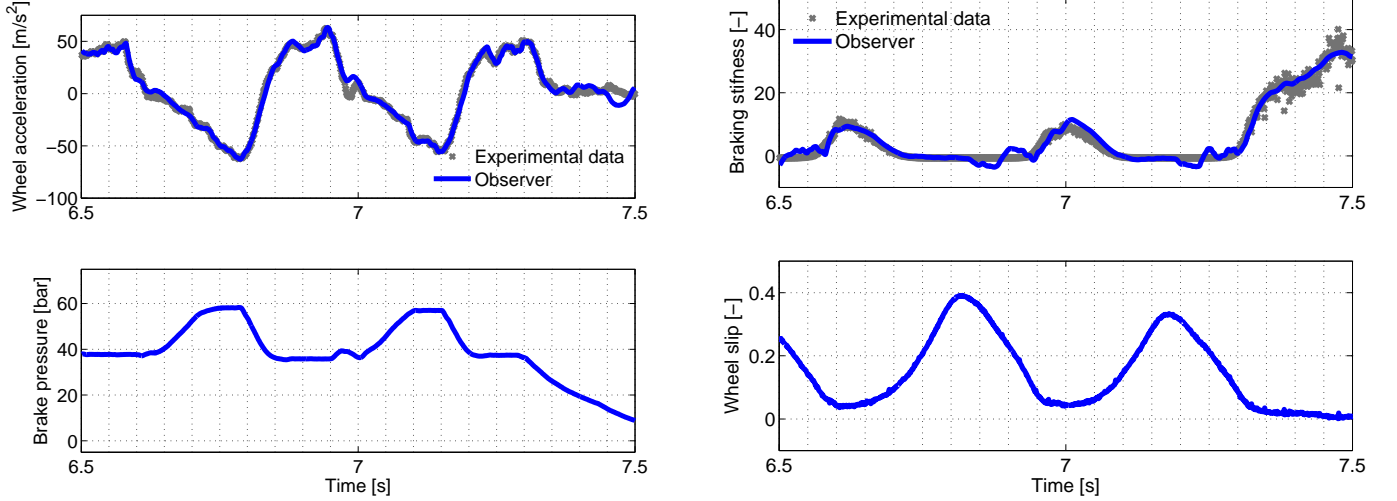 Wheel acceleration [m/s²]
50
0
−50
−100
Experimental data
Observer
6.5
7
7.5
Braking stifness [−]
40
20
0
Experimental data
Observer
6.5
7
7.5
Brake pressure [bar]
60
40
20
0
6.5
7
7.5
Time [s]
Wheel slip [−]
0.4
0.2
0
6.5
7
7.5
Time [s]